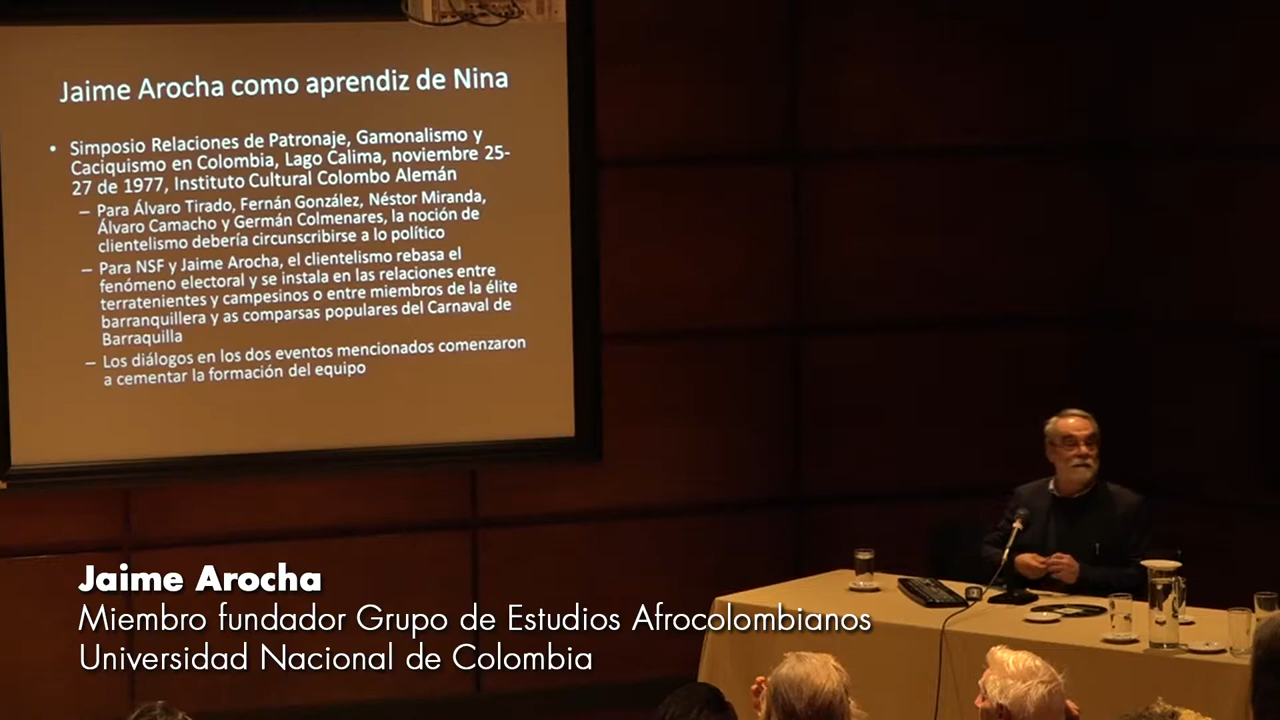 Jaime Arocha como aprendiz de Nina
• Simposio Relaciones de Patronaje, Gamonalismo y
Caciquismo en Colombia, Lago Calima, noviembre 25-
27 de 1977, Instituto Cultural Colombo Alemán
– Para Álvaro Tirado, Fernán González, Néstor Miranda,
Álvaro Camacho y Germán Colmenares, la noción de
clientelismo debería circunscribirse a lo político
– Para NSF y Jaime Arocha, el clientelismo rebasa el
fenómeno electoral y se instala en las relaciones entre
terratenientes y campesinos o entre miembros de la élite
barranquillera y as comparsas populares del Carnaval de
Barraquilla
– Los diálogos en los dos eventos mencionados comenzaron
a cementar la formación del equipo
Jaime Arocha
Miembro fundador Grupo de Estudios Afrocolombianos
Universidad Nacional de Colombia